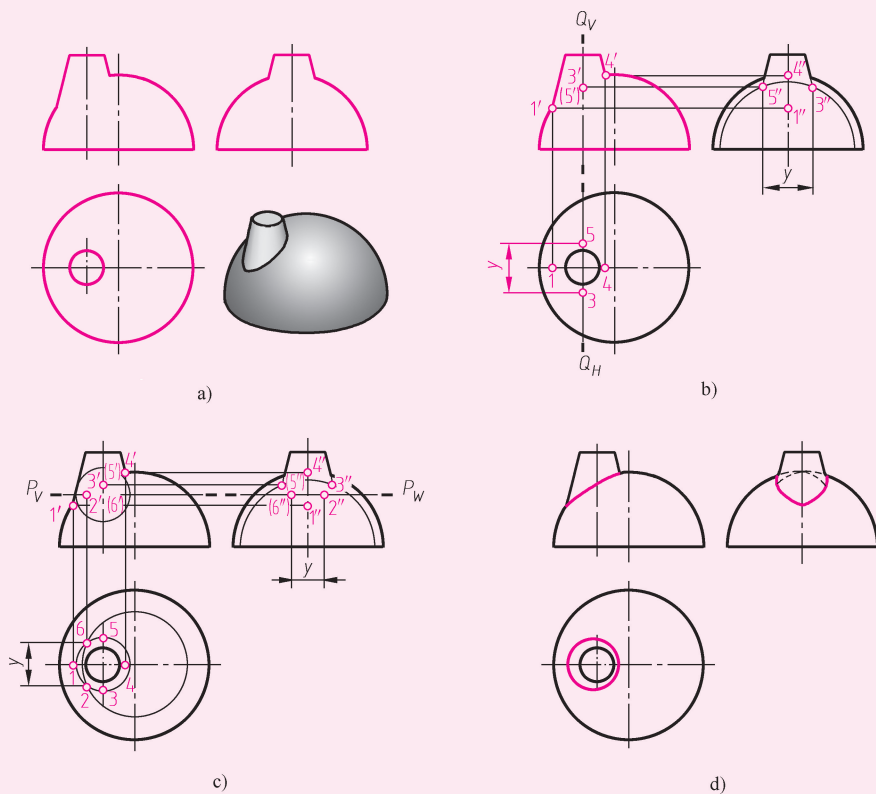 a)
Q_V
4′
3′
(5′)
1′
4″
5″
3″
1″
y
5
y
1
4
3
Q_H
b)
P_V
4′
(5′)
3′
2′
(6′)
1′
4″
(5″)
3″
(6″)
2″
1″
P_W
y
6
5
y
1
4
2
3
c)
d)